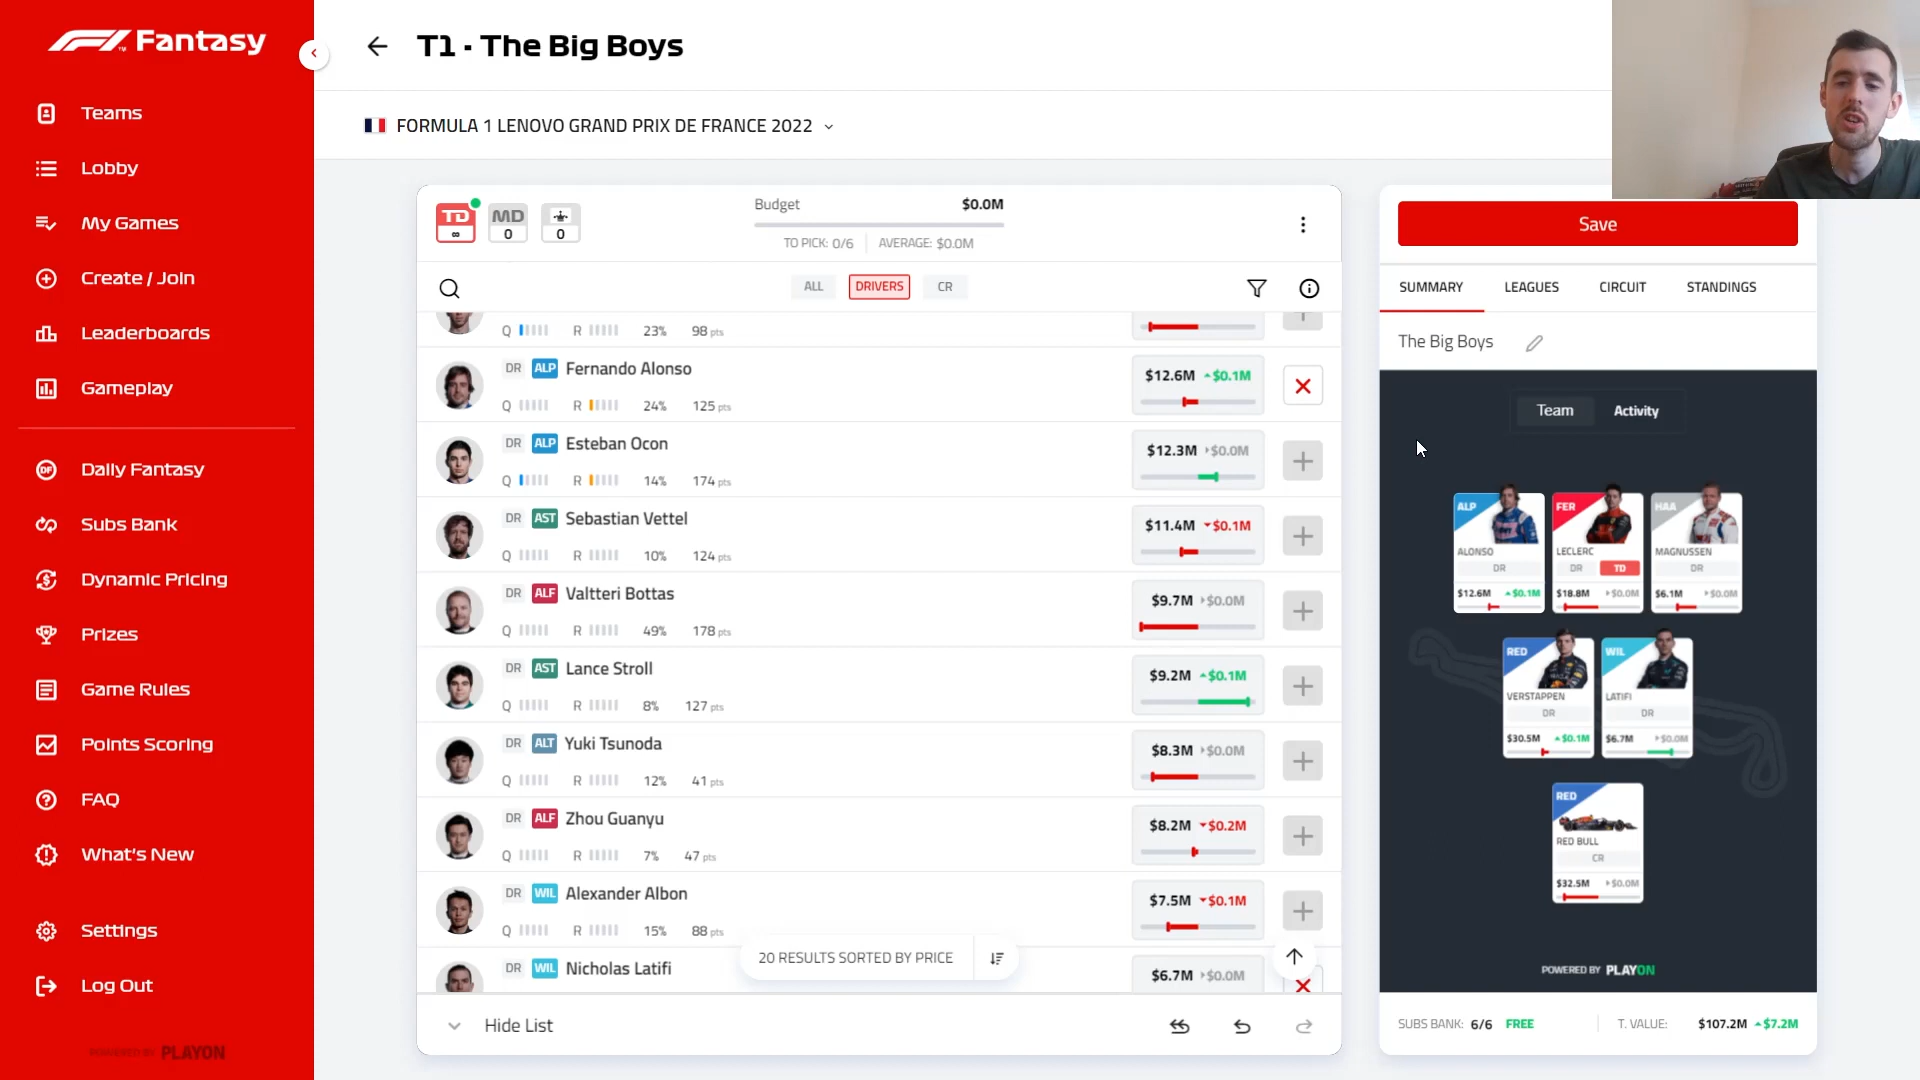 F1 Fantasy
Teams
Lobby
My Games
Create / Join
Leaderboards
Gameplay
Daily Fantasy
Subs Bank
Dynamic Pricing
Prizes
Game Rules
Points Scoring
FAQ
What's New
Settings
Log Out
POWERED BY PLAYON
T1 · The Big Boys
FORMULA 1 LENOVO GRAND PRIX DE FRANCE 2022
TD
∞
MD
0
0
Budget $0.0M
TO PICK: 0/6 AVERAGE: $0.0M
ALL DRIVERS CR
Q R 23% 98 pts
DR ALP Fernando Alonso
Q R 24% 125 pts
$12.6M $0.1M
DR ALP Esteban Ocon
Q R 14% 174 pts
$12.3M $0.0M
DR AST Sebastian Vettel
Q R 10% 124 pts
$11.4M $0.1M
DR ALF Valtteri Bottas
Q R 49% 178 pts
$9.7M $0.0M
DR AST Lance Stroll
Q R 8% 127 pts
$9.2M $0.1M
DR ALT Yuki Tsunoda
Q R 12% 41 pts
$8.3M $0.0M
DR ALF Zhou Guanyu
Q R 7% 47 pts
$8.2M $0.2M
DR WIL Alexander Albon
Q R 15% 88 pts
$7.5M $0.1M
DR WIL Nicholas Latifi
$6.7M $0.0M
20 RESULTS SORTED BY PRICE
Hide List
Save
SUMMARY LEAGUES CIRCUIT STANDINGS
The Big Boys
Team Activity
ALP
ALONSO
DR
$12.6M $0.1M
FER
LECLERC
DR TD
$18.8M $0.0M
HAA
MAGNUSSEN
DR
$6.1M $0.0M
RED
VERSTAPPEN
DR
$30.5M $0.1M
WIL
LATIFI
DR
$6.7M $0.0M
RED
RED BULL
CR
$32.5M $0.0M
POWERED BY PLAYON
SUBS BANK: 6/6 FREE T. VALUE: $107.2M $7.2M